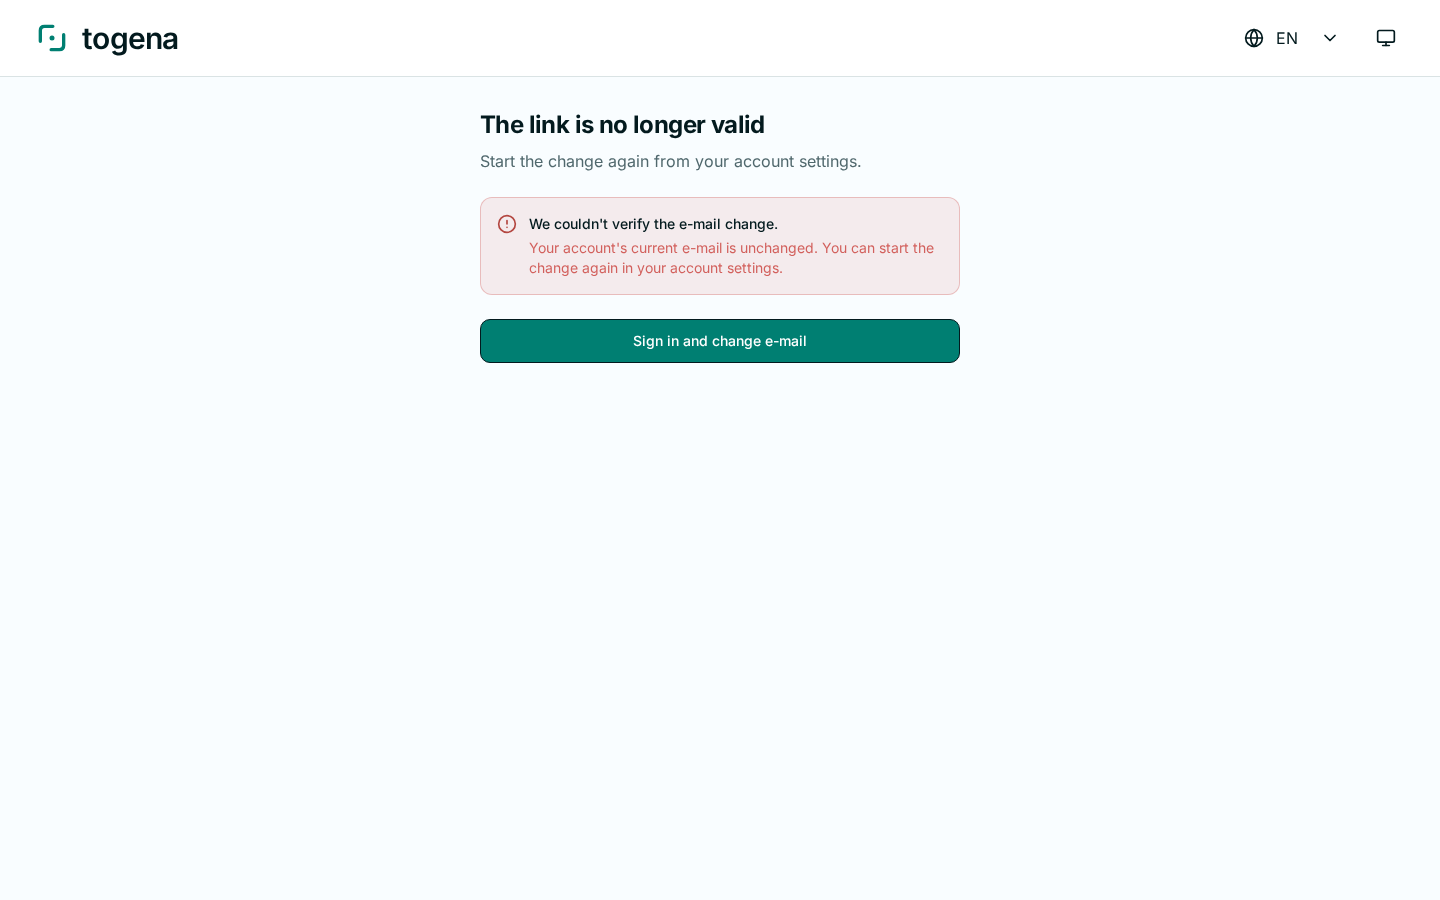 togena
EN
The link is no longer valid
Start the change again from your account settings.
We couldn't verify the e-mail change.
Your account's current e-mail is unchanged. You can start the
change again in your account settings.
Sign in and change e-mail